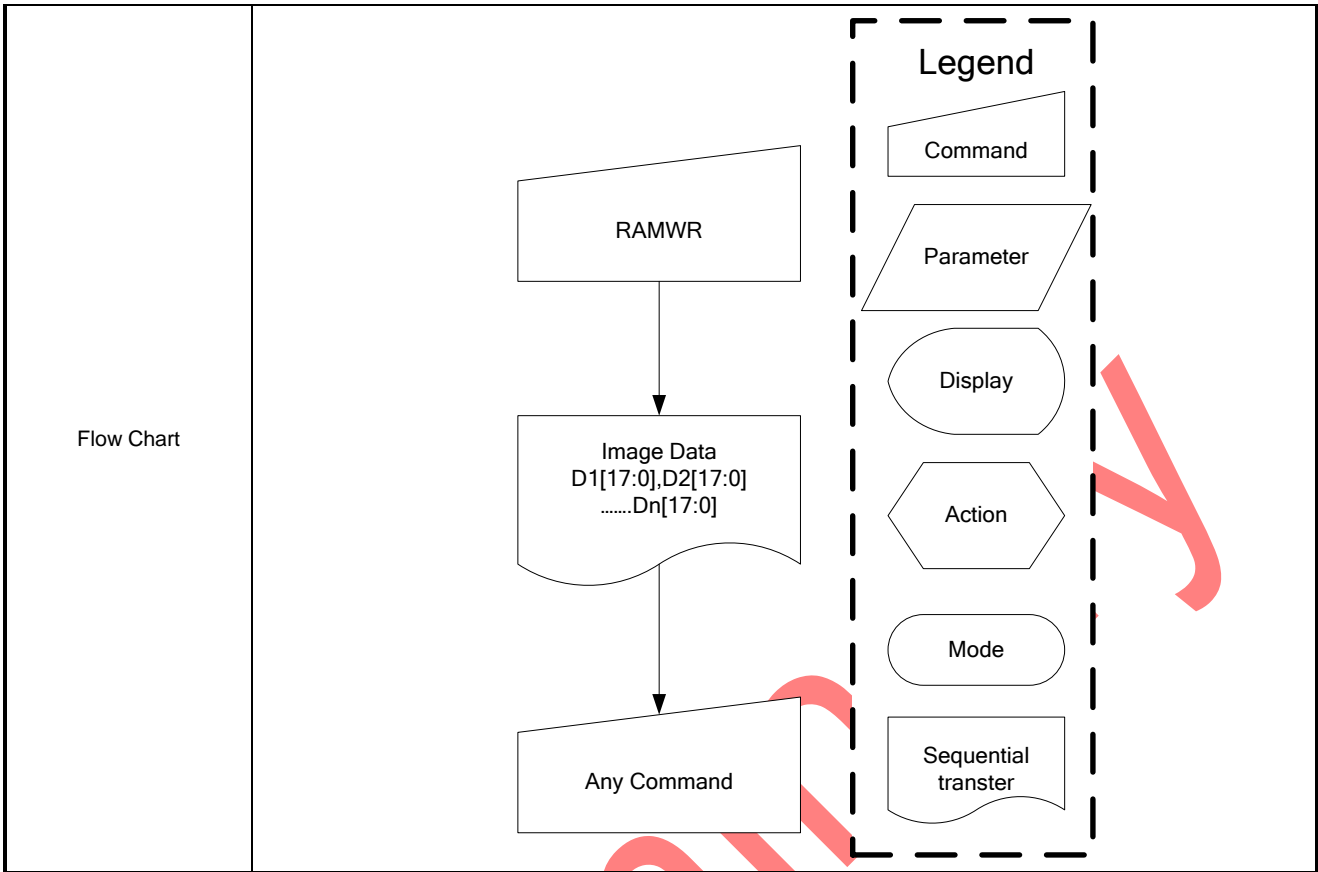 Flow Chart
RAMWR
Image Data
D1[17:0],D2[17:0]
.......Dn[17:0]
Any Command
Legend
Command
Parameter
Display
Action
Mode
Sequential
transter